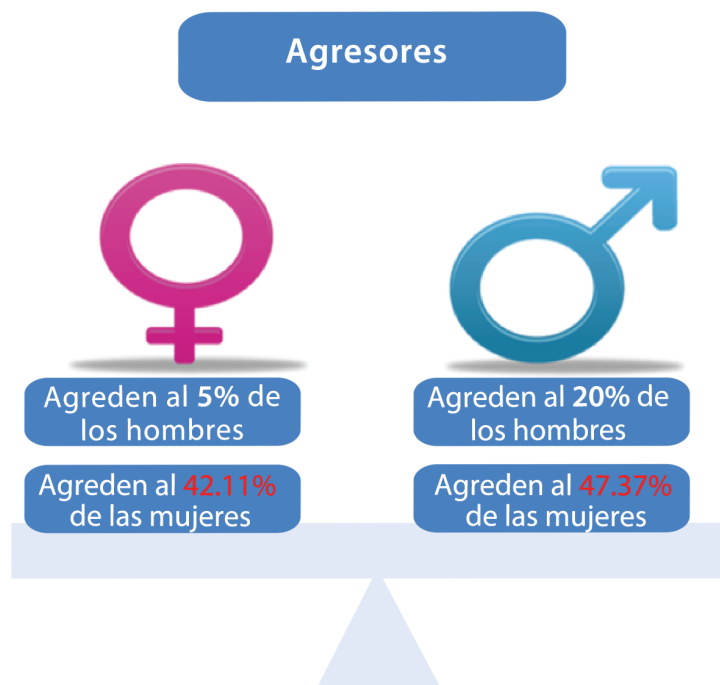 Agresores
Agreden al 5% de
los hombres
Agreden al 42.11%
de las mujeres
Agreden al 20% de
los hombres
Agreden al 47.37%
de las mujeres